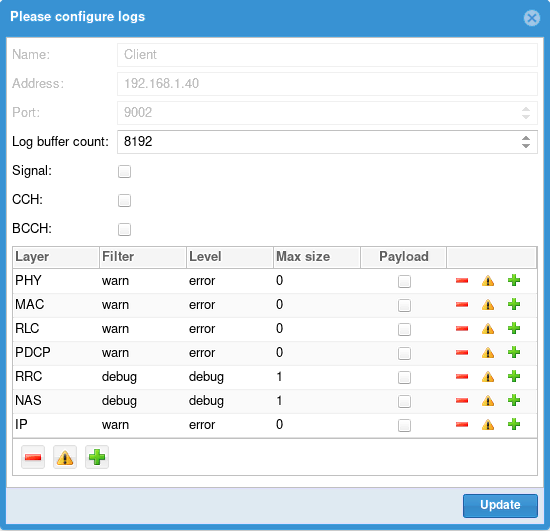 Please configure logs
Name: Client
Address: 192.168.1.40
Port: 9002
Log buffer count: 8192
Signal:
CCH:
BCCH:
Layer Filter Level Max size Payload
PHY warn error 0
MAC warn error 0
RLC warn error 0
PDCP warn error 0
RRC debug debug 1
NAS debug debug 1
IP warn error 0
Update